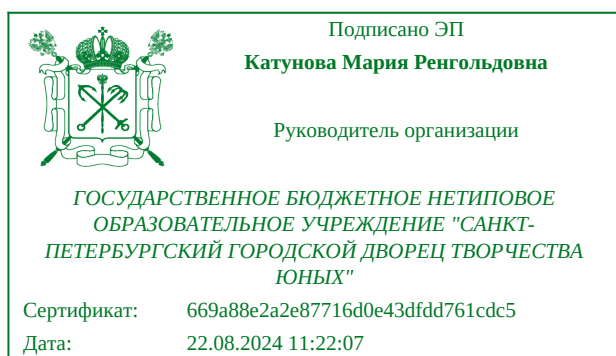 Подписано ЭП
Катунова Мария Ренгольдовна
Руководитель организации
ГОСУДАРСТВЕННОЕ БЮДЖЕТНОЕ НЕТИПОВОЕ
ОБРАЗОВАТЕЛЬНОЕ УЧРЕЖДЕНИЕ "САНКТ-
ПЕТЕРБУРГСКИЙ ГОРОДСКОЙ ДВОРЕЦ ТВОРЧЕСТВА
ЮНЫХ"
Сертификат: 669a88e2a2e87716d0e43dfdd761cdc5
Дата: 22.08.2024 11:22:07